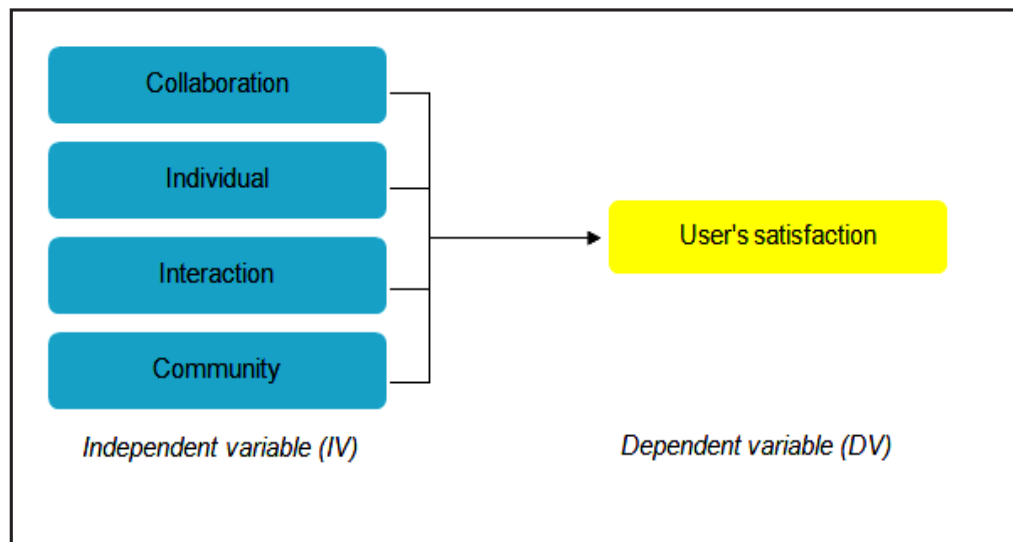 Collaboration
Individual
Interaction
User's satisfaction
Community
Independent variable (IV)
Dependent variable (DV)